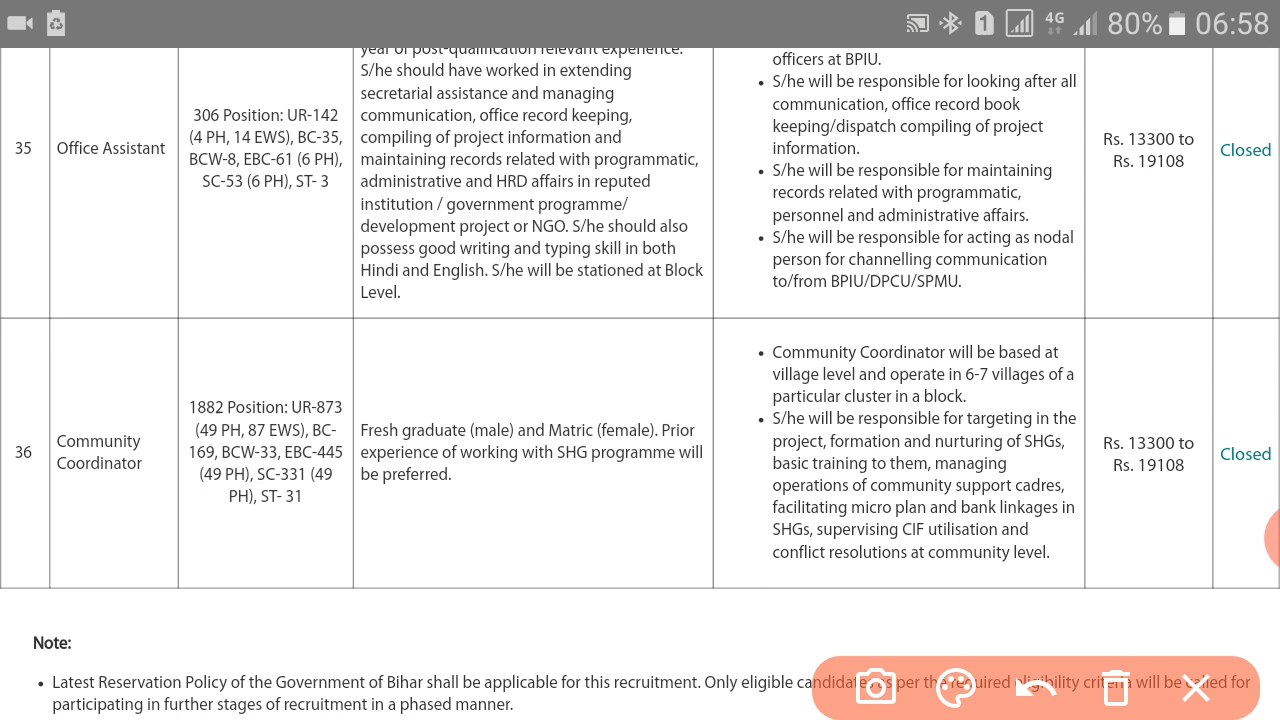 4G 80% 06:58
1
year of post-qualification relevant experience.
S/he should have worked in extending
secretarial assistance and managing
communication, office record keeping,
compiling of project information and
maintaining records related with programmatic,
administrative and HRD affairs in reputed
institution / government programme/
development project or NGO. S/he should also
possess good writing and typing skill in both
Hindi and English. S/he will be stationed at Block
Level.
35
Office Assistant
306 Position: UR-142
(4 PH, 14 EWS), BC-35,
BCW-8, EBC-61 (6 PH),
SC-53 (6 PH), ST- 3
officers at BPIU.
• S/he will be responsible for looking after all
communication, office record book
keeping/dispatch compiling of project
information.
• S/he will be responsible for maintaining
records related with programmatic,
personnel and administrative affairs.
• S/he will be responsible for acting as nodal
person for channelling communication
to/from BPIU/DPCU/SPMU.
Rs. 13300 to
Rs. 19108
Closed
36
Community
Coordinator
1882 Position: UR-873
(49 PH, 87 EWS), BC-
169, BCW-33, EBC-445
(49 PH), SC-331 (49
PH), ST- 31
Fresh graduate (male) and Matric (female). Prior
experience of working with SHG programme will
be preferred.
• Community Coordinator will be based at
village level and operate in 6-7 villages of a
particular cluster in a block.
• S/he will be responsible for targeting in the
project, formation and nurturing of SHGs,
basic training to them, managing
operations of community support cadres,
facilitating micro plan and bank linkages in
SHGs, supervising CIF utilisation and
conflict resolutions at community level.
Rs. 13300 to
Rs. 19108
Closed
Note:
• Latest Reservation Policy of the Government of Bihar shall be applicable for this recruitment. Only eligible candidates as per the required eligibility criteria will be called for
participating in further stages of recruitment in a phased manner.